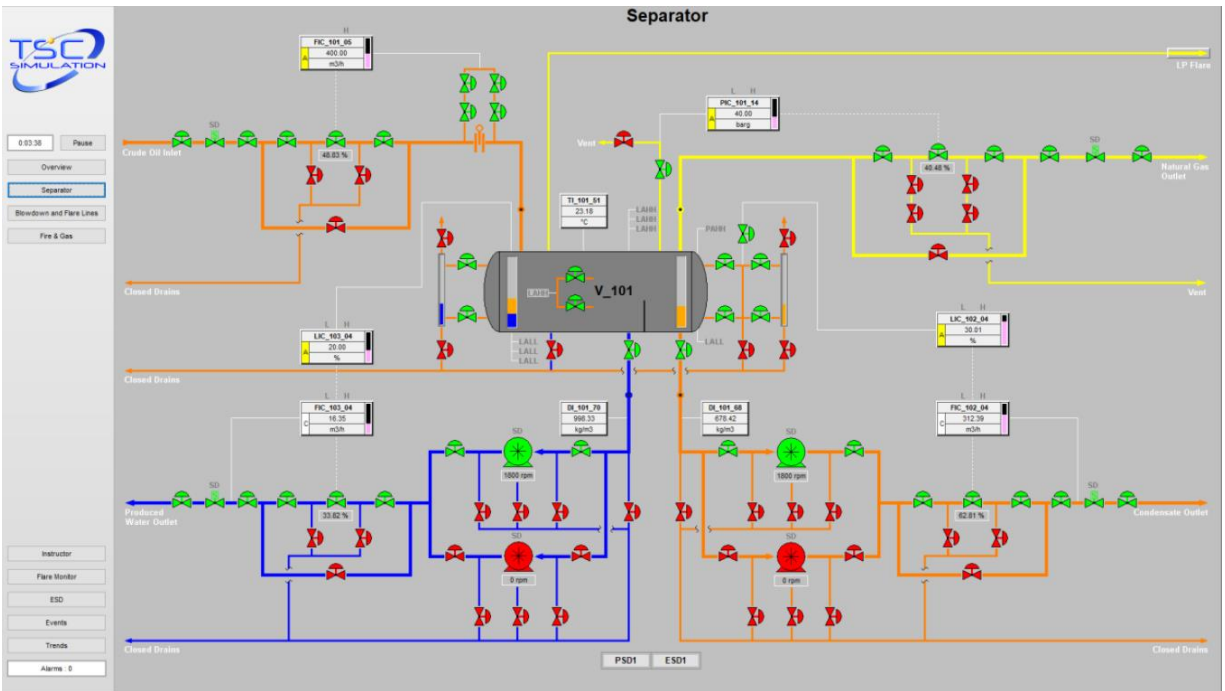 Separator
TSC
SIMULATION
0:03:38
Pause
Overview
Separator
Blowdown and Flare Lines
Fire & Gas
Instructor
Flare Monitor
ESD
Events
Trends
Alarms : 0
H
FIC_101_05
A
400.00
m3/h
SD
Crude Oil Inlet
48.83 %
Closed Drains
LP Flare
L H
PIC_101_14
A
40.00
barg
Vent
SD
Natural Gas
Outlet
40.48 %
Vent
TI_101_51
23.18
°C
LAHH
LAHH
LAHH
PAHH
LAHH
V_101
LALL
LALL
LALL
LALL
L H
LIC_103_04
A
20.00
%
Closed Drains
L H
LIC_102_04
A
30.01
%
L H
FIC_103_04
C
16.35
m3/h
DI_101_70
998.33
kg/m3
DI_101_68
678.42
kg/m3
L H
FIC_102_04
C
312.39
m3/h
SD
1800 rpm
SD
1800 rpm
SD
Produced
Water Outlet
33.82 %
SD
0 rpm
SD
0 rpm
62.81 %
SD
Condensate Outlet
Closed Drains
Closed Drains
PSD1
ESD1